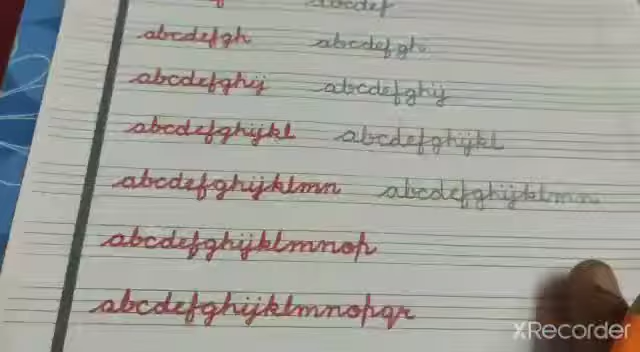 abcdef
abcdefgh abcdefgh
abcdefghij abcdefghij
abcdefghijkl abcdefghijkl
abcdefghijklmn abcdefghijklmn
abcdefghijklmnop
abcdefghijklmnopqr
XRecorder